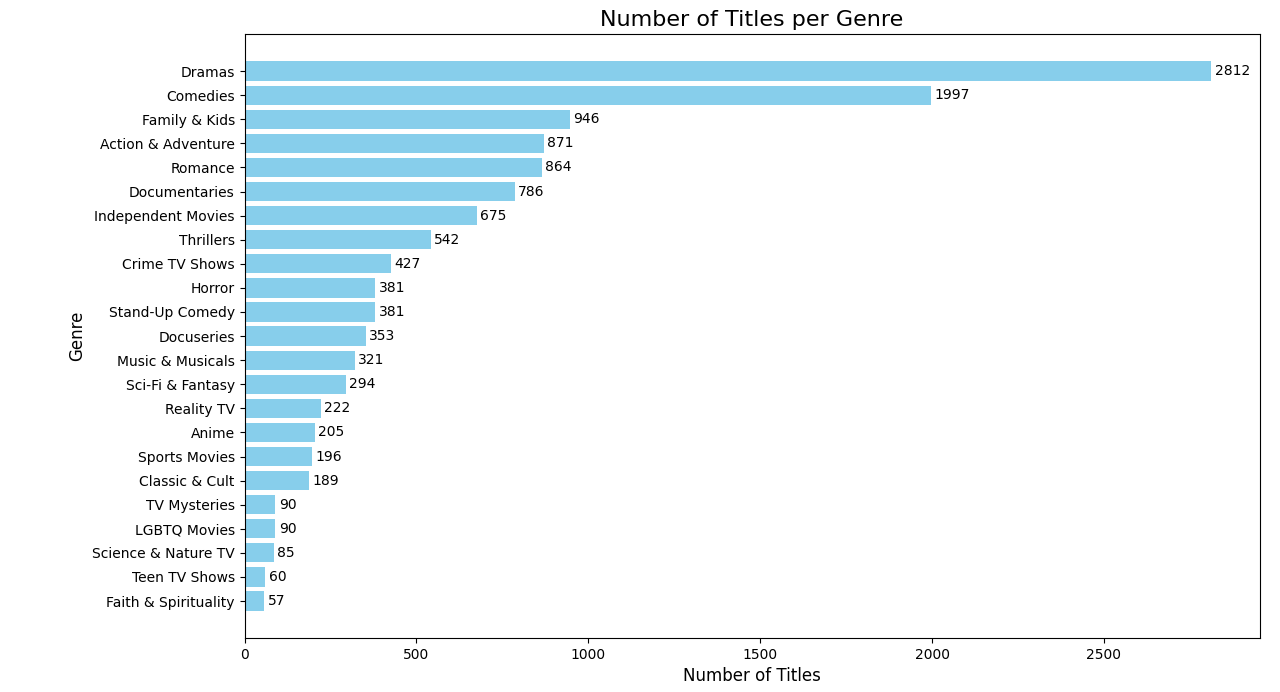 Number of Titles per Genre
Dramas 2812
Comedies 1997
Family & Kids 946
Action & Adventure 871
Romance 864
Documentaries 786
Independent Movies 675
Thrillers 542
Crime TV Shows 427
Horror 381
Stand-Up Comedy 381
Docuseries 353
Music & Musicals 321
Sci-Fi & Fantasy 294
Reality TV 222
Anime 205
Sports Movies 196
Classic & Cult 189
TV Mysteries 90
LGBTQ Movies 90
Science & Nature TV 85
Teen TV Shows 60
Faith & Spirituality 57
Genre
0 500 1000 1500 2000 2500
Number of Titles